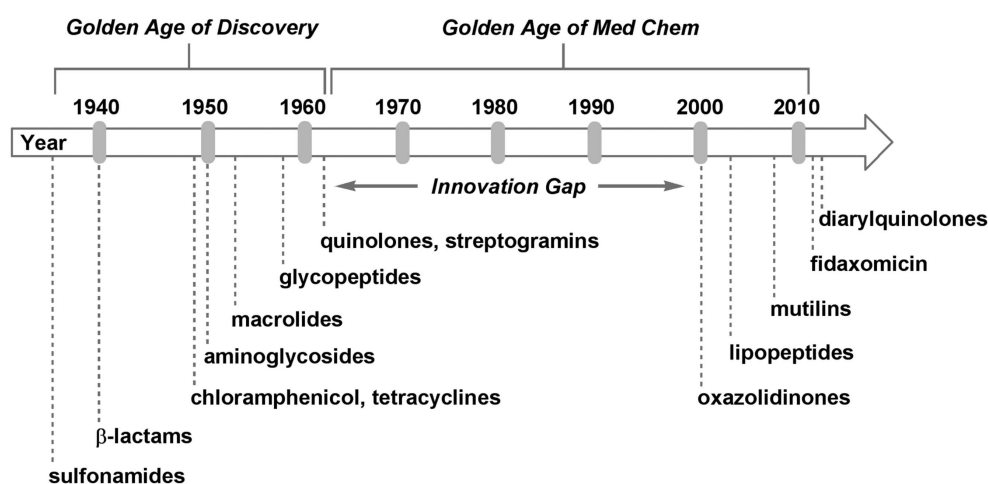 Golden Age of Discovery
Golden Age of Med Chem
1940 1950 1960 1970 1980 1990 2000 2010
Year
Innovation Gap
diarylquinolones
quinolones, streptogramins
fidaxomicin
glycopeptides
mutilins
macrolides
lipopeptides
aminoglycosides
chloramphenicol, tetracyclines
oxazolidinones
β-lactams
sulfonamides